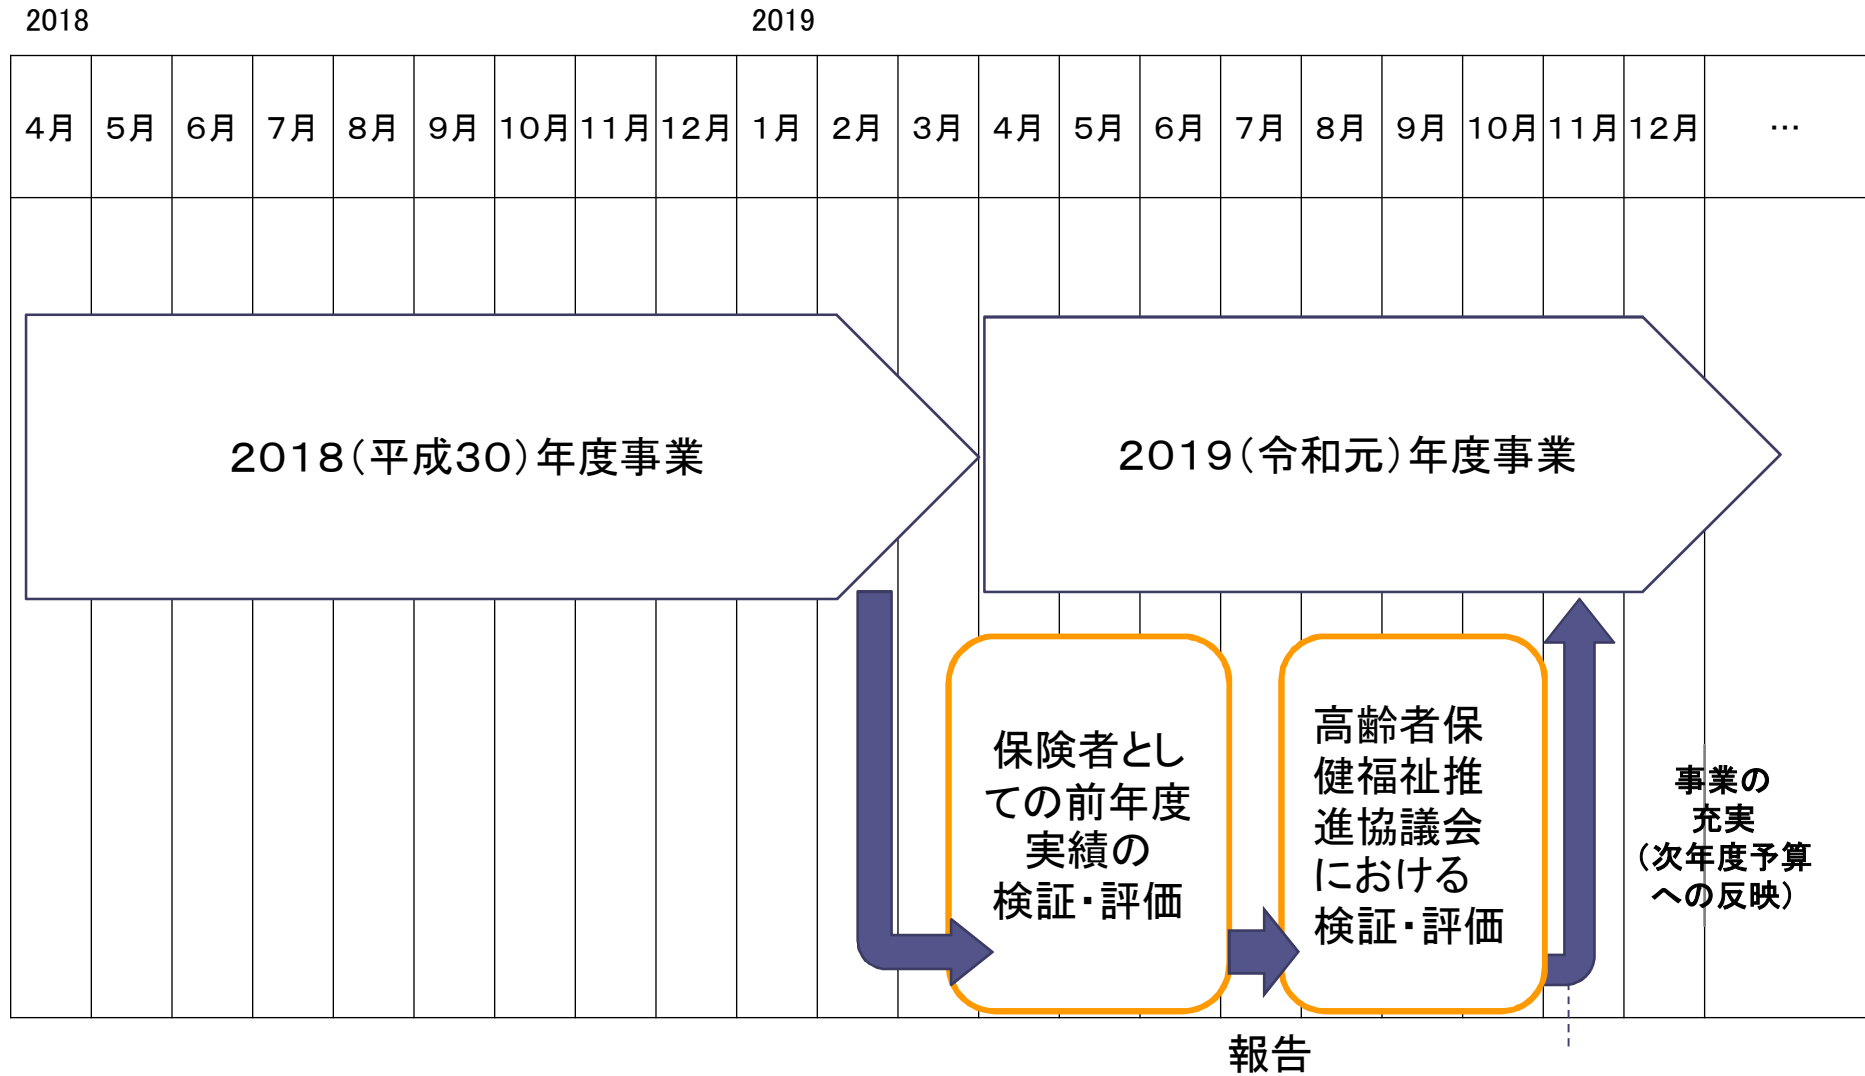 2018
2019
4月 5月 6月 7月 8月 9月 10月 11月 12月 1月 2月 3月 4月 5月 6月 7月 8月 9月 10月 11月 12月 …
2018(平成30)年度事業
2019(令和元)年度事業
保険者とし
ての前年度
実績の
検証・評価
高齢者保
健福祉推
進協議会
における
検証・評価
事業の
充実
(次年度予算
への反映)
報告